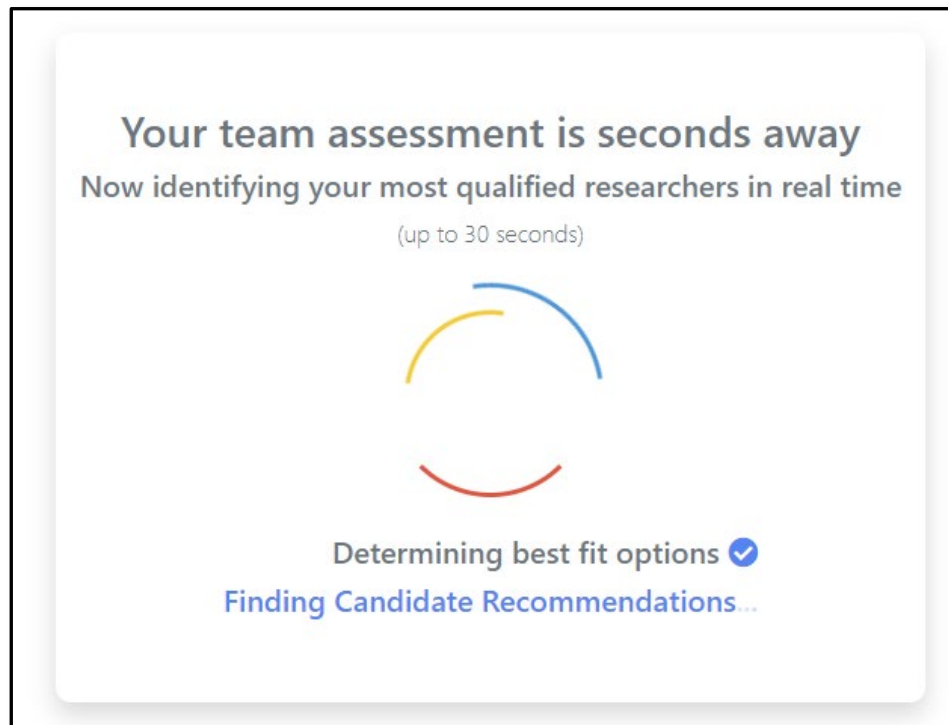 Your team assessment is seconds away
Now identifying your most qualified researchers in real time
(up to 30 seconds)
Determining best fit options
Finding Candidate Recommendations...